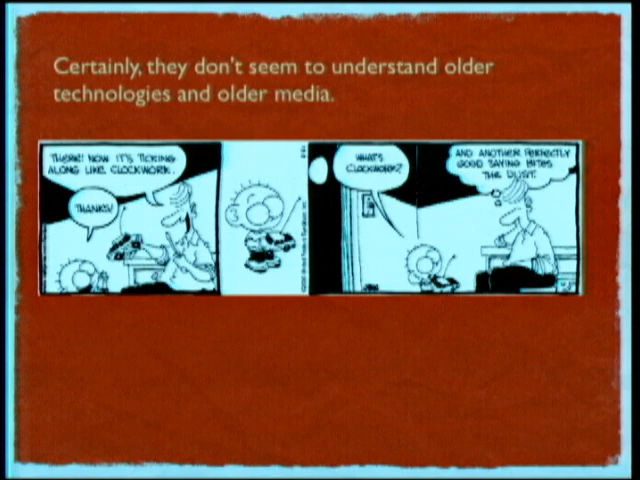 Certainly, they don't seem to understand older
technologies and older media.
THERE! NOW IT'S TICKING
ALONG LIKE CLOCKWORK.
THANKS!
WHAT'S
CLOCKWORK?
AND ANOTHER PERFECTLY
GOOD SAYING BITES
THE DUST.